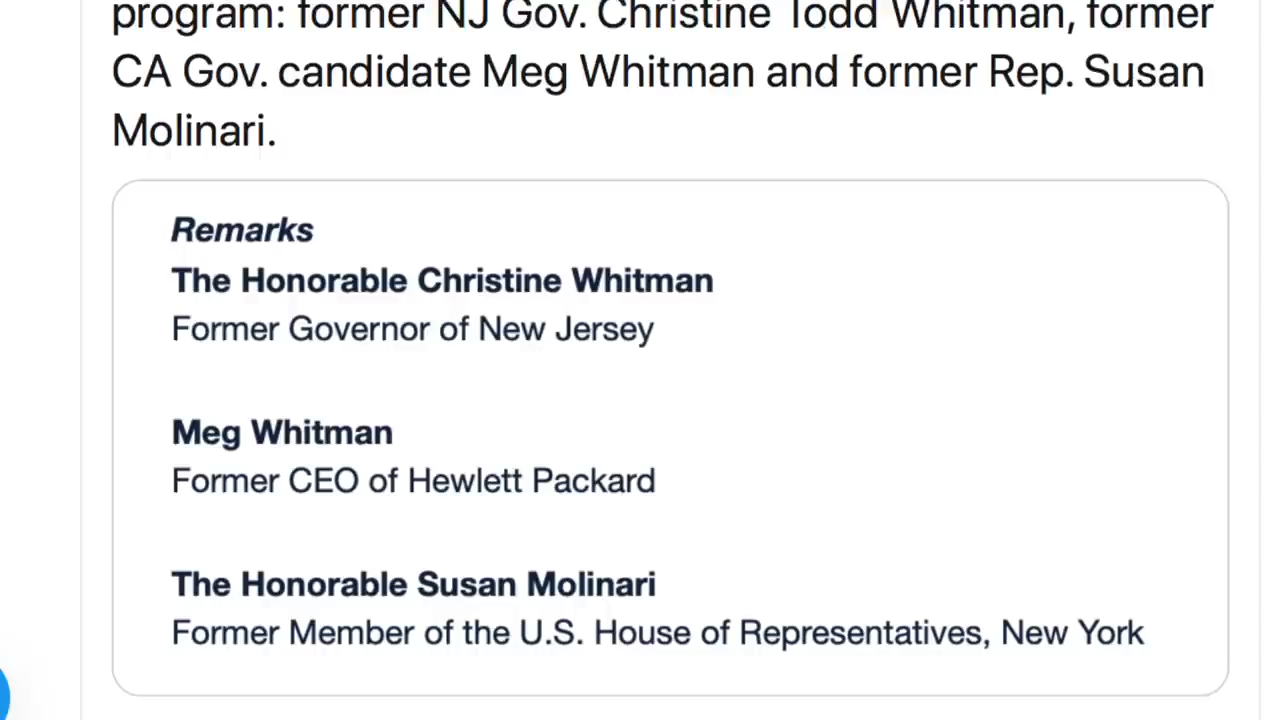 program: former NJ Gov. Christine Todd Whitman, former
CA Gov. candidate Meg Whitman and former Rep. Susan
Molinari.
Remarks
The Honorable Christine Whitman
Former Governor of New Jersey
Meg Whitman
Former CEO of Hewlett Packard
The Honorable Susan Molinari
Former Member of the U.S. House of Representatives, New York